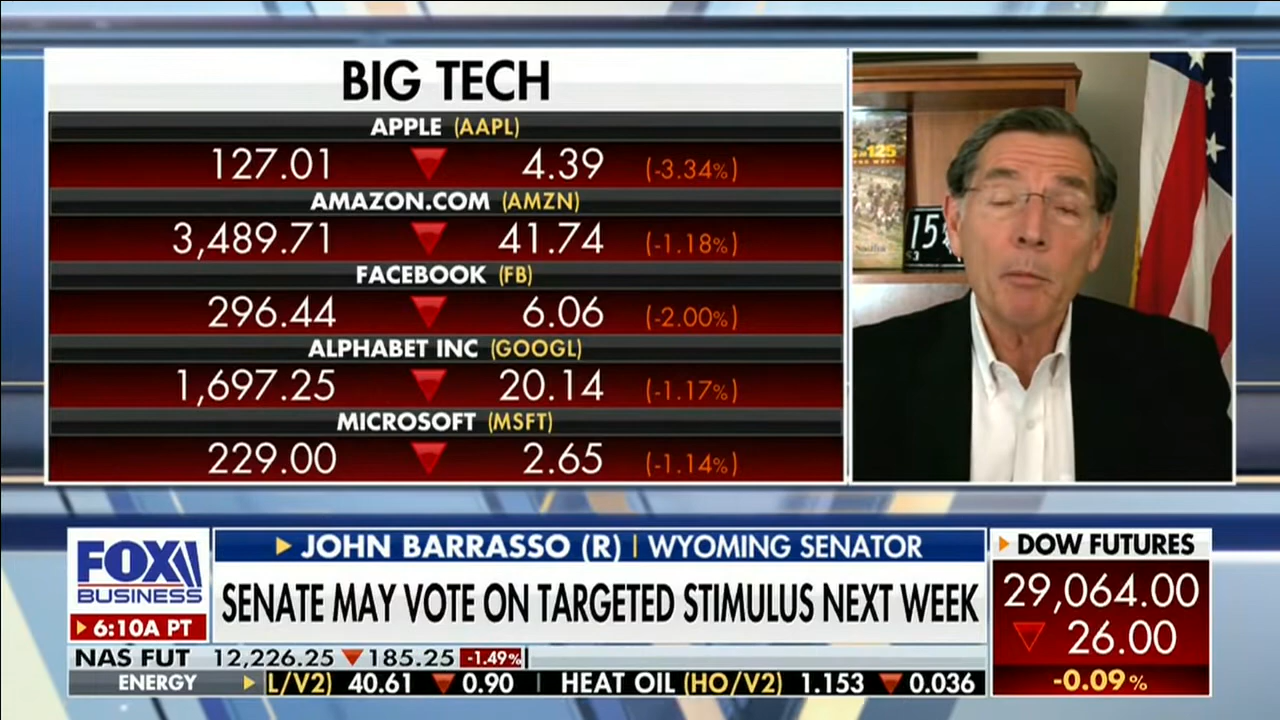 BIG TECH
APPLE (AAPL)
127.01 ▼ 4.39 (-3.34%)
AMAZON.COM (AMZN)
3,489.71 ▼ 41.74 (-1.18%)
FACEBOOK (FB)
296.44 ▼ 6.06 (-2.00%)
ALPHABET INC (GOOGL)
1,697.25 ▼ 20.14 (-1.17%)
MICROSOFT (MSFT)
229.00 ▼ 2.65 (-1.14%)
125
15
3
FOX
BUSINESS
6:10A PT
JOHN BARRASSO (R) | WYOMING SENATOR
SENATE MAY VOTE ON TARGETED STIMULUS NEXT WEEK
DOW FUTURES
29,064.00
▼ 26.00
-0.09%
NAS FUT 12,226.25 ▼ 185.25 -1.49%
ENERGY L/V2) 40.61 ▼ 0.90 | HEAT OIL (HO/V2) 1.153 ▼ 0.036